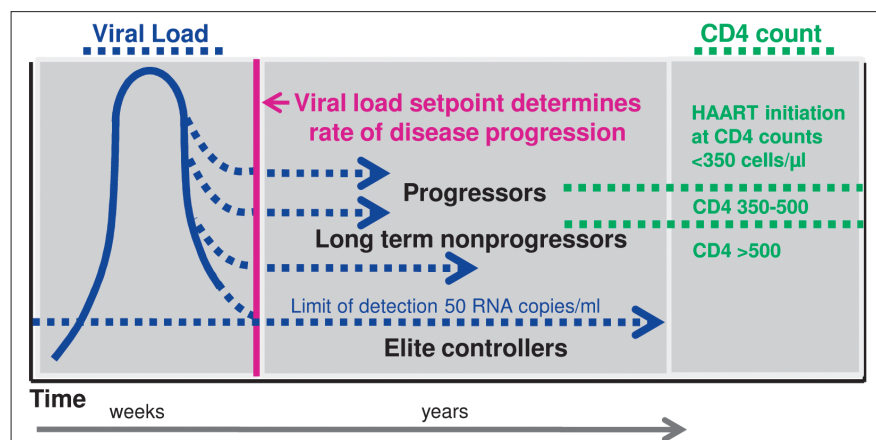 Viral Load
CD4 count
Viral load setpoint determines
rate of disease progression
HAART initiation
at CD4 counts
<350 cells/µl
Progressors
CD4 350-500
Long term nonprogressors
CD4 >500
Limit of detection 50 RNA copies/ml
Elite controllers
Time
weeks
years